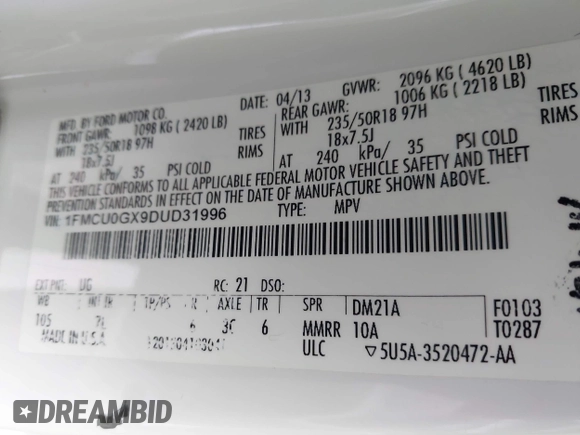 MFD. BY FORD MOTOR CO.
DATE: 04/13 GVWR: 2096 KG ( 4620 LB)
FRONT GAWR: 1098 KG ( 2420 LB) REAR GAWR: 1006 KG ( 2218 LB)
WITH 235/50R18 97H TIRES WITH 235/50R18 97H TIRES
18x7.5J RIMS 18x7.5J RIMS
AT 240 kPa/ 35 PSI COLD AT 240 kPa/ 35 PSI COLD
THIS VEHICLE CONFORMS TO ALL APPLICABLE FEDERAL MOTOR VEHICLE SAFETY AND THEFT
PREVENTION STANDARDS IN EFFECT ON THE DATE OF MANUFACTURE SHOWN ABOVE.
VIN: 1FMCU0GX9DUD31996 TYPE: MPV
EXT PNT: UG RC: 21 DSO:
WB AXLE TR SPR DM21A F0103
105 6 6 MMRR 10A T0287
MADE IN U.S.A. ULC ▽5U5A-3520472-AA
DREAMBID